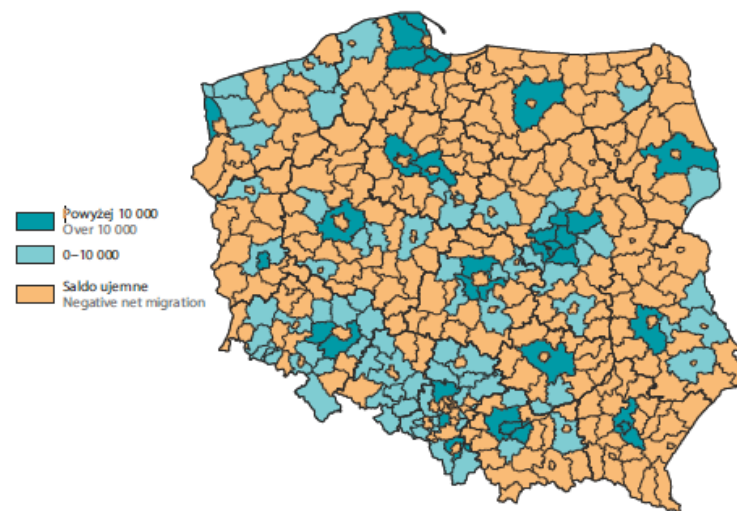 Powyżej 10 000
Over 10 000
0–10 000
Saldo ujemne
Negative net migration